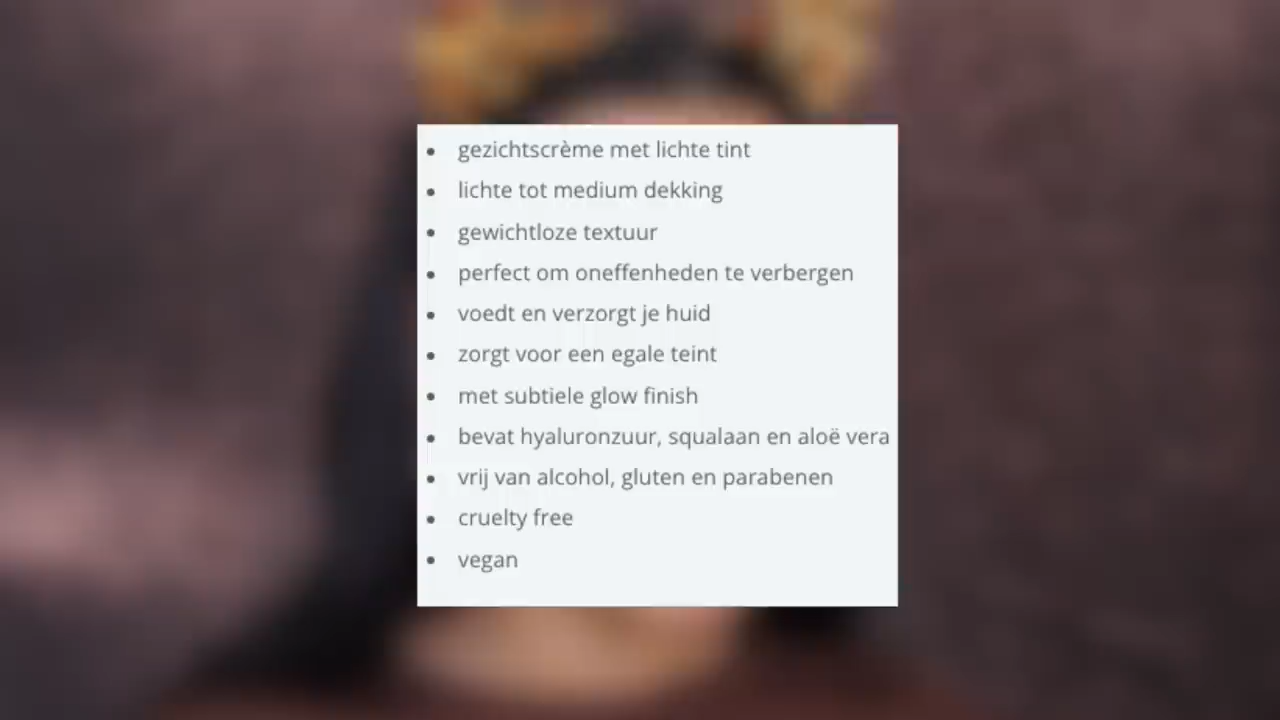 • gezichtscrème met lichte tint
• lichte tot medium dekking
• gewichtloze textuur
• perfect om oneffenheden te verbergen
• voedt en verzorgt je huid
• zorgt voor een egale teint
• met subtiele glow finish
• bevat hyaluronzuur, squalaan en aloë vera
• vrij van alcohol, gluten en parabenen
• cruelty free
• vegan